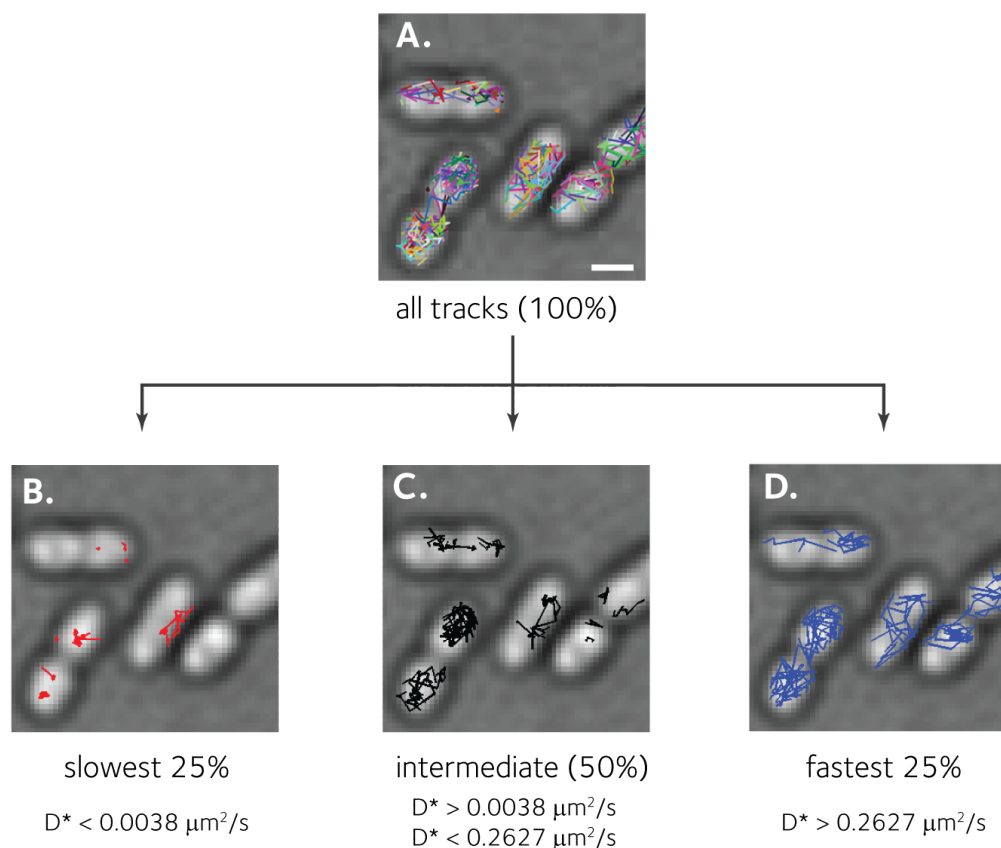 A.
all tracks (100%)
B.
C.
D.
slowest 25%
intermediate (50%)
fastest 25%
D* < 0.0038 μm²/s
D* > 0.0038 μm²/s
D* < 0.2627 μm²/s
D* > 0.2627 μm²/s